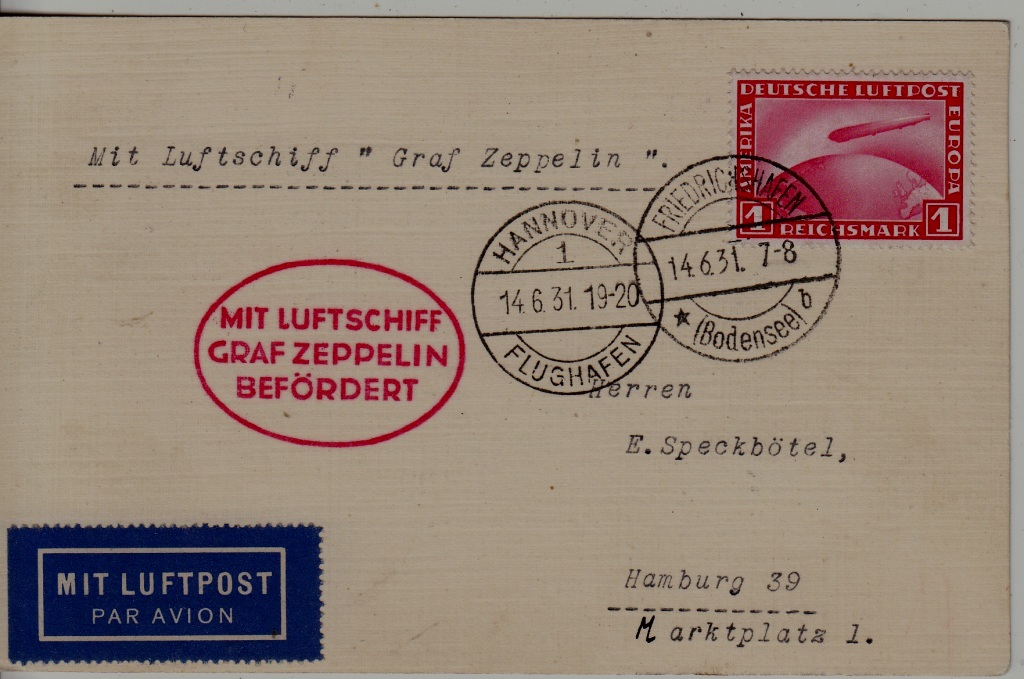 DEUTSCHE LUFTPOST
AMERIKA
EUROPA
1 REICHSMARK 1
Mit Luftschiff " Graf Zeppelin ".
FRIEDRICHSHAFEN
14.6.31. 7-8
★ (Bodensee) b
HANNOVER
1
14.6.31.19-20
FLUGHAFEN
MIT LUFTSCHIFF
GRAF ZEPPELIN
BEFÖRDERT
Herren
E.Speckbötel,
Hamburg 39
Marktplatz 1.
MIT LUFTPOST
PAR AVION